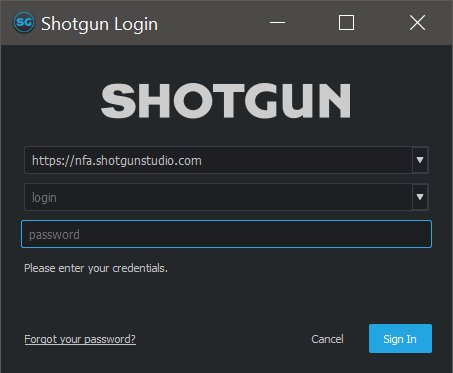 SG Shotgun Login
SHOTGUN
https://nfa.shotgunstudio.com
login
password
Please enter your credentials.
Forgot your password?
Cancel
Sign In